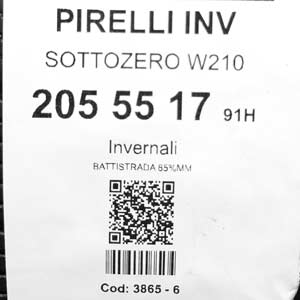 PIRELLI INV
SOTTOZERO W210
205 55 17 91H
Invernali
BATTISTRADA 85%MM
Cod: 3865 - 6